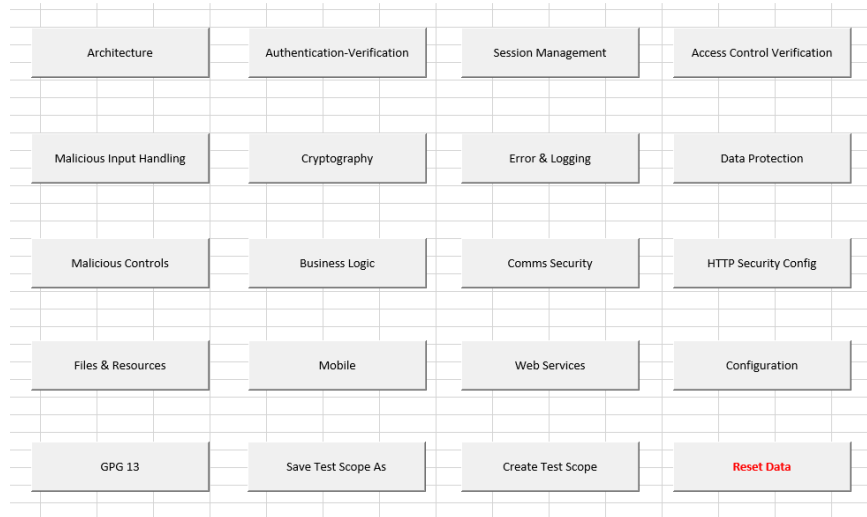 Architecture
Authentication-Verification
Session Management
Access Control Verification
Malicious Input Handling
Cryptography
Error & Logging
Data Protection
Malicious Controls
Business Logic
Comms Security
HTTP Security Config
Files & Resources
Mobile
Web Services
Configuration
GPG 13
Save Test Scope As
Create Test Scope
Reset Data